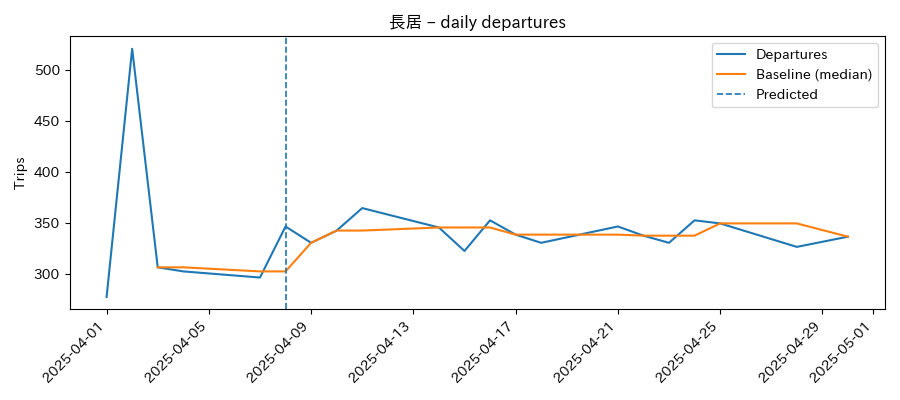 長居 − daily departures
Departures
Baseline (median)
Predicted
Trips
500
450
400
350
300
2025-04-01
2025-04-05
2025-04-09
2025-04-13
2025-04-17
2025-04-21
2025-04-25
2025-04-29
2025-05-01